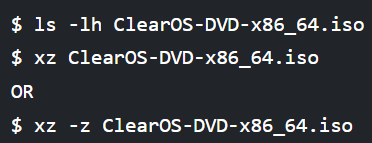 $ ls -lh ClearOS-DVD-x86_64.iso
$ xz ClearOS-DVD-x86_64.iso
OR
$ xz -z ClearOS-DVD-x86_64.iso